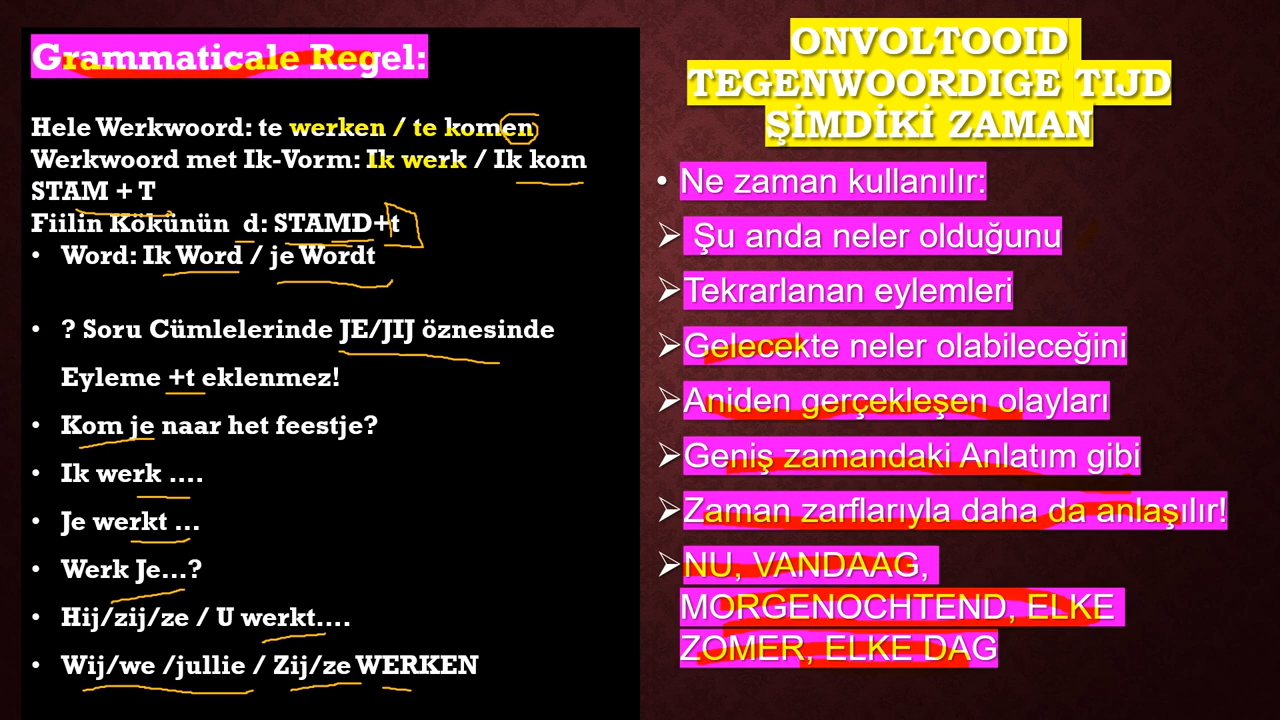 Grammaticale Regel:
Hele Werkwoord: te werken / te komen
Werkwoord met Ik-Vorm: Ik werk / Ik kom
STAM + T
Fiilin Kökünün d: STAMD+t
• Word: Ik Word / je Wordt
• ? Soru Cümlelerinde JE/JIJ öznesinde
Eyleme +t eklenmez!
• Kom je naar het feestje?
• Ik werk ....
• Je werkt ...
• Werk Je...?
• Hij/zij/ze / U werkt....
• Wij/we /jullie / Zij/ze WERKEN
ONVOLTOOID
TEGENWOORDIGE TIJD
ŞİMDİKİ ZAMAN
• Ne zaman kullanılır:
➢ Şu anda neler olduğunu
➢ Tekrarlanan eylemleri
➢ Gelecekte neler olabileceğini
➢ Aniden gerçekleşen olayları
➢ Geniş zamandaki Anlatım gibi
➢ Zaman zarflarıyla daha da anlaşılır!
➢ NU, VANDAAG,
MORGENOCHTEND, ELKE
ZOMER, ELKE DAG